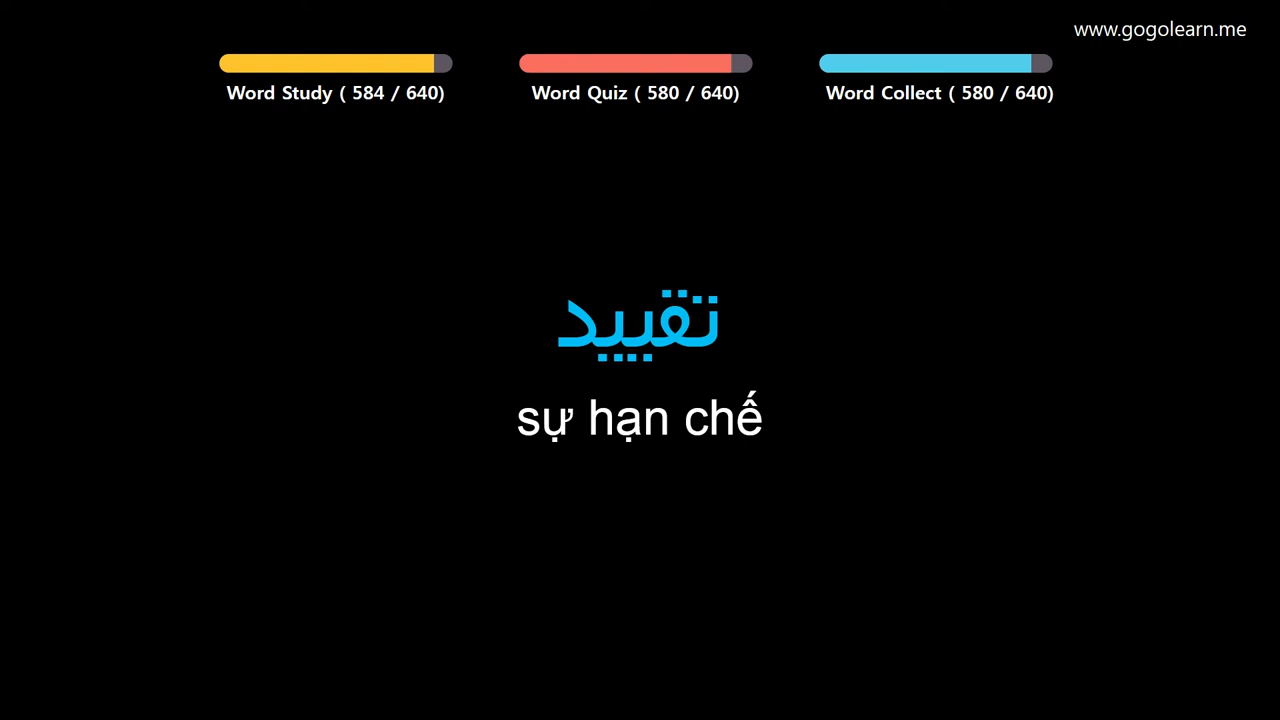 www.gogolearn.me
Word Study ( 584 / 640)
Word Quiz ( 580 / 640)
Word Collect ( 580 / 640)
تقييد
sự hạn chế